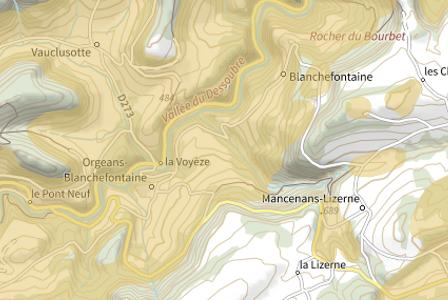 Rocher du Bourbet
Vauclusotte
les C
Blanchefontaine
Vallée du Dessoubre
484
D273
Orgeans-
Blanchefontaine
la Voyèze
le Pont Neuf
Mancenans-Lizerne
689
la Lizerne